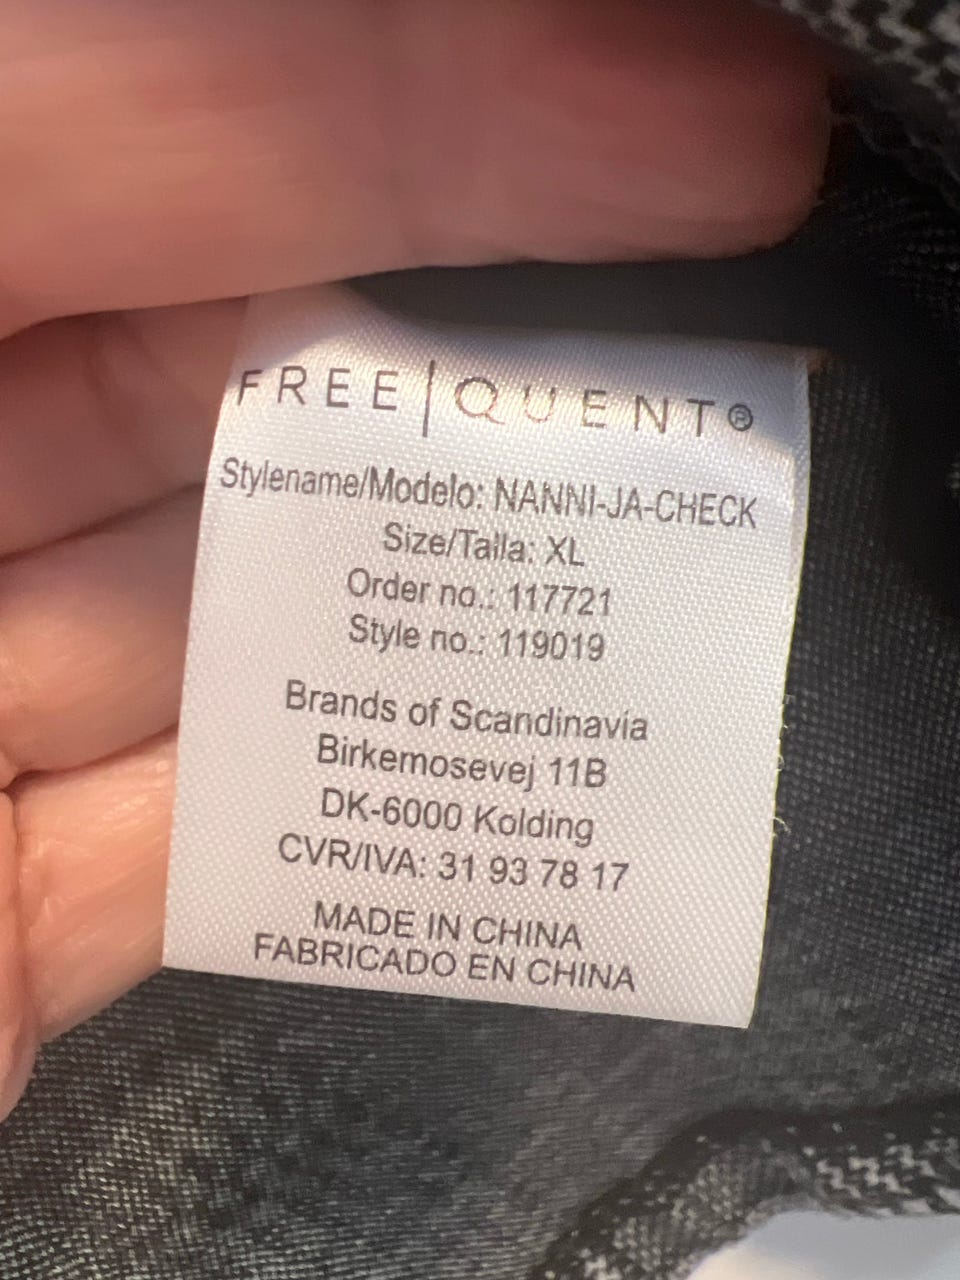 FREE|QUENT®
Stylename/Modelo: NANNI-JA-CHECK
Size/Talla: XL
Order no.: 117721
Style no.: 119019
Brands of Scandinavia
Birkemosevej 11B
DK-6000 Kolding
CVR/IVA: 31 93 78 17
MADE IN CHINA
FABRICADO EN CHINA